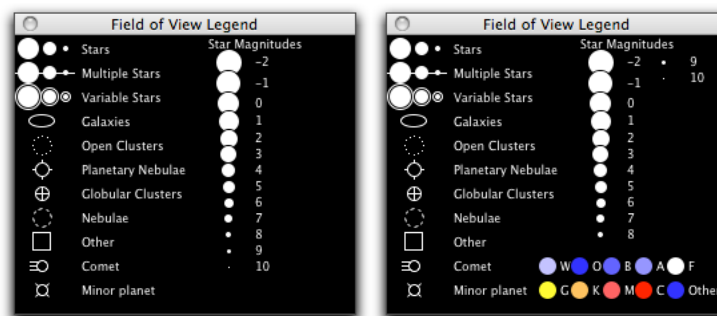 Field of View Legend
Stars
Multiple Stars
Variable Stars
Galaxies
Open Clusters
Planetary Nebulae
Globular Clusters
Nebulae
Other
Comet
Minor planet
Star Magnitudes
-2
-1
0
1
2
3
4
5
6
7
8
9
10
Field of View Legend
Stars
Multiple Stars
Variable Stars
Galaxies
Open Clusters
Planetary Nebulae
Globular Clusters
Nebulae
Other
Comet
Minor planet
Star Magnitudes
-2
-1
0
1
2
3
4
5
6
7
8
9
10
W O B A F
G K M C Other